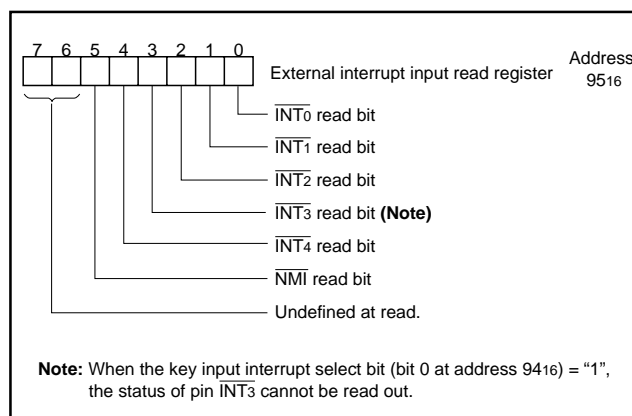 7 6 5 4 3 2 1 0
External interrupt input read register
Address
9516
INT0 read bit
INT1 read bit
INT2 read bit
INT3 read bit (Note)
INT4 read bit
NMI read bit
Undefined at read.
Note: When the key input interrupt select bit (bit 0 at address 9416) = “1”,
the status of pin INT3 cannot be read out.